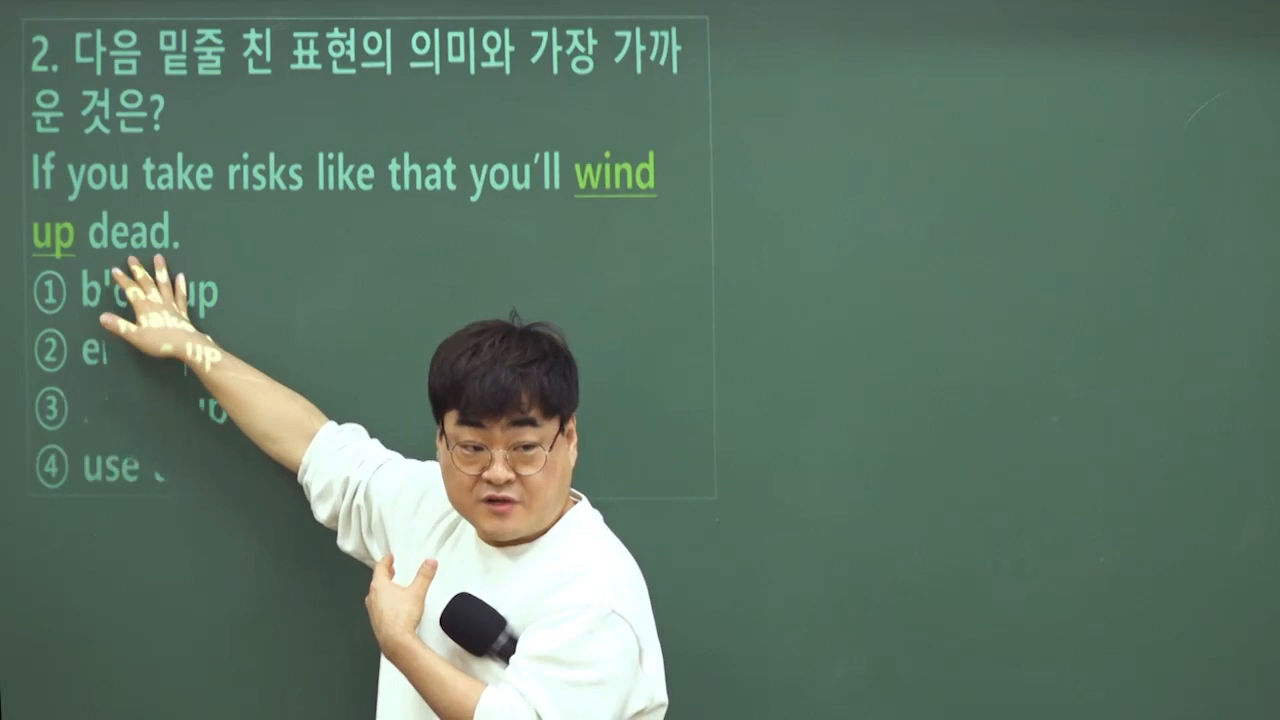 2. 다음 밑줄 친 표현의 의미와 가장 가까
운 것은?
If you take risks like that you'll wind
up dead.
① up
②
③
④ use